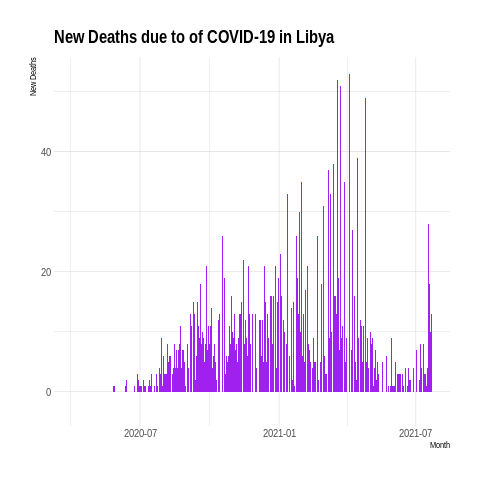 New Deaths due to of COVID-19 in Libya
New Deaths
40
20
0
2020-07
2021-01
2021-07
Month